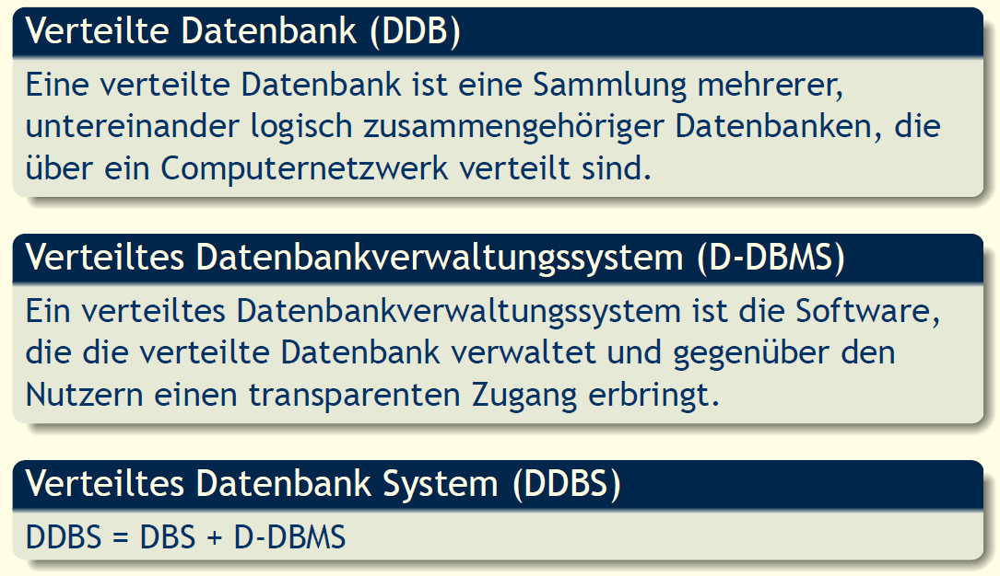 Verteilte Datenbank (DDB)
Eine verteilte Datenbank ist eine Sammlung mehrerer,
untereinander logisch zusammengehöriger Datenbanken, die
über ein Computernetzwerk verteilt sind.
Verteiltes Datenbankverwaltungssystem (D-DBMS)
Ein verteiltes Datenbankverwaltungssystem ist die Software,
die die verteilte Datenbank verwaltet und gegenüber den
Nutzern einen transparenten Zugang erbringt.
Verteiltes Datenbank System (DDBS)
DDBS = DBS + D-DBMS